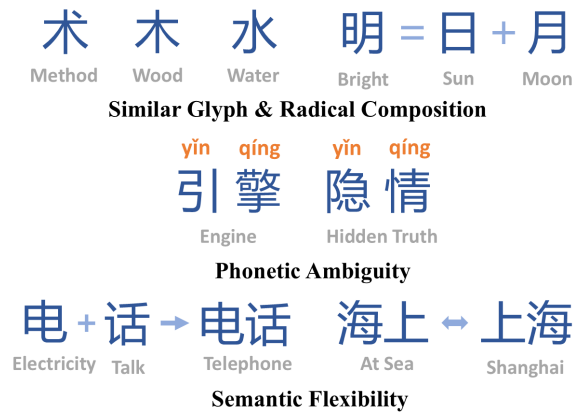 术 木 水 明 = 日 + 月
Method Wood Water Bright Sun Moon
Similar Glyph & Radical Composition
yǐn qíng yǐn qíng
引擎 隐情
Engine Hidden Truth
Phonetic Ambiguity
电 + 话 → 电话 海上 ↔ 上海
Electricity Talk Telephone At Sea Shanghai
Semantic Flexibility